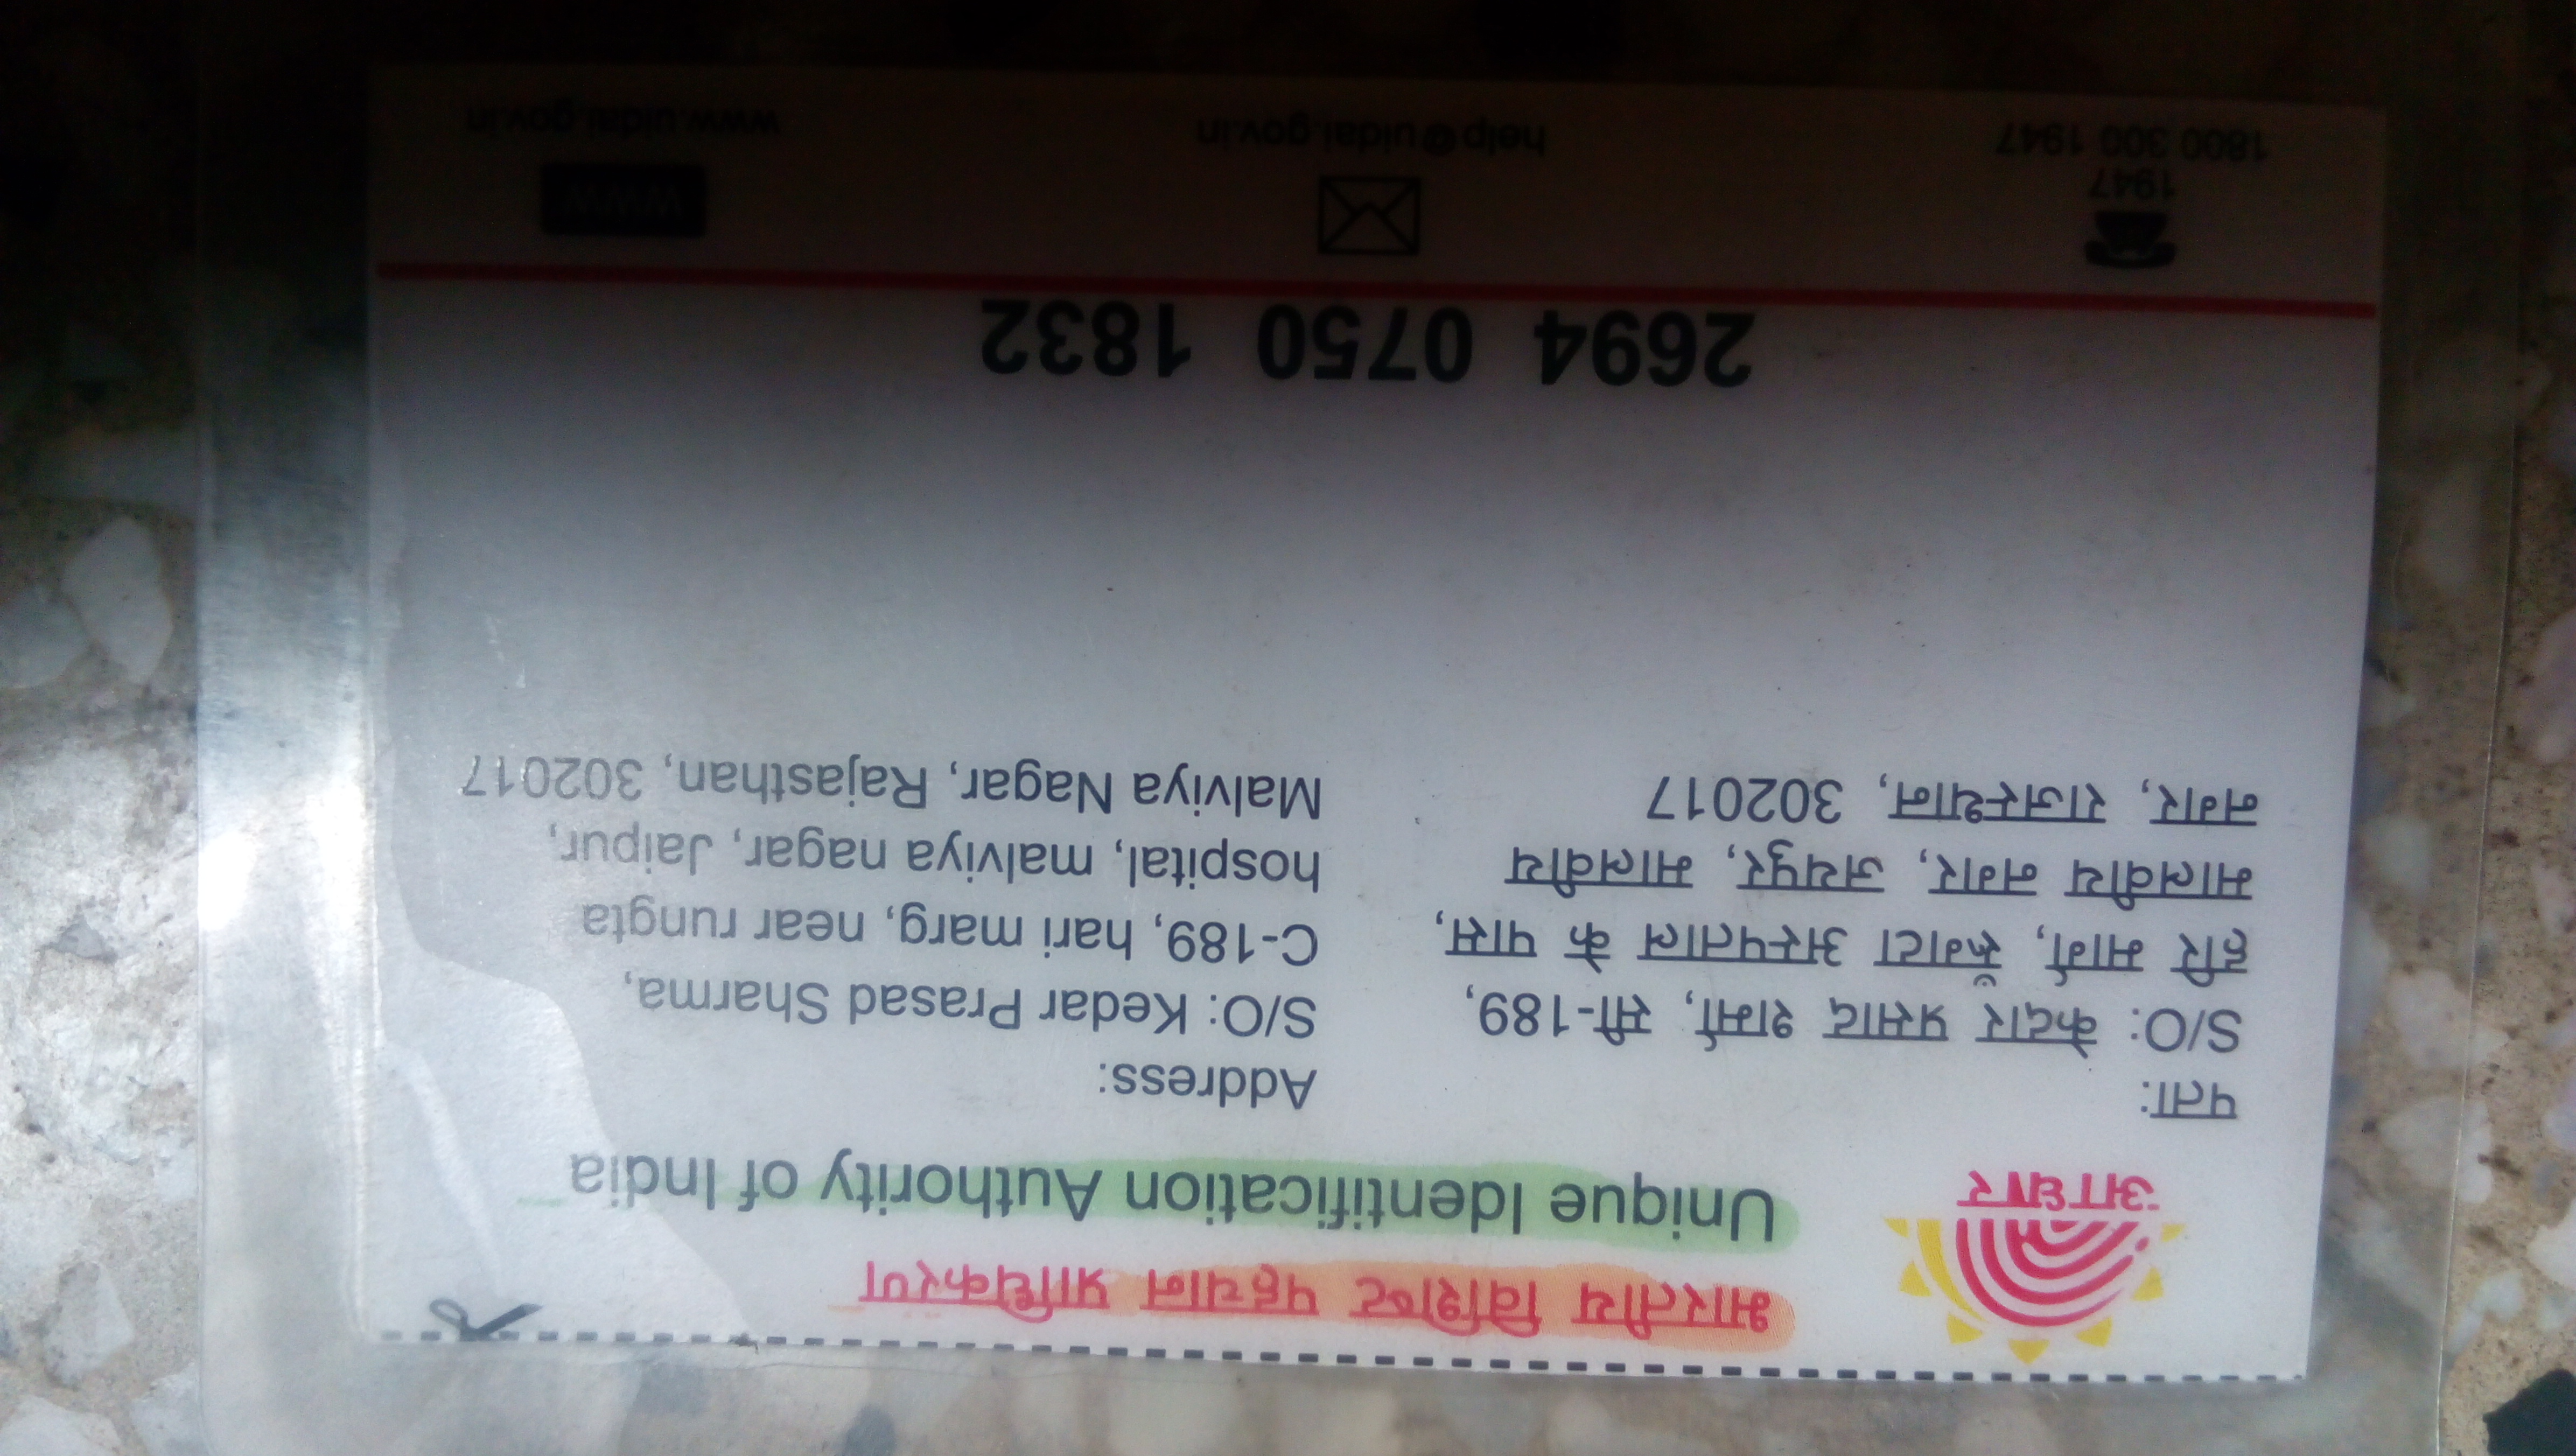 भारतीय विशिष्ट पहचान प्राधिकरण
Unique Identification Authority of India
आधार
पता:
S/O: केदार प्रसाद शर्मा, सी-189,
हरि मार्ग, रूँगटा अस्पताल के पास,
मालवीय नगर, जयपुर, मालवीय
नगर, राजस्थान, 302017
Address:
S/O: Kedar Prasad Sharma,
C-189, hari marg, near rungta
hospital, malviya nagar, Jaipur,
Malviya Nagar, Rajasthan, 302017
2694 0750 1832
1947
1800 300 1947
help@uidai.gov.in
www
www.uidai.gov.in